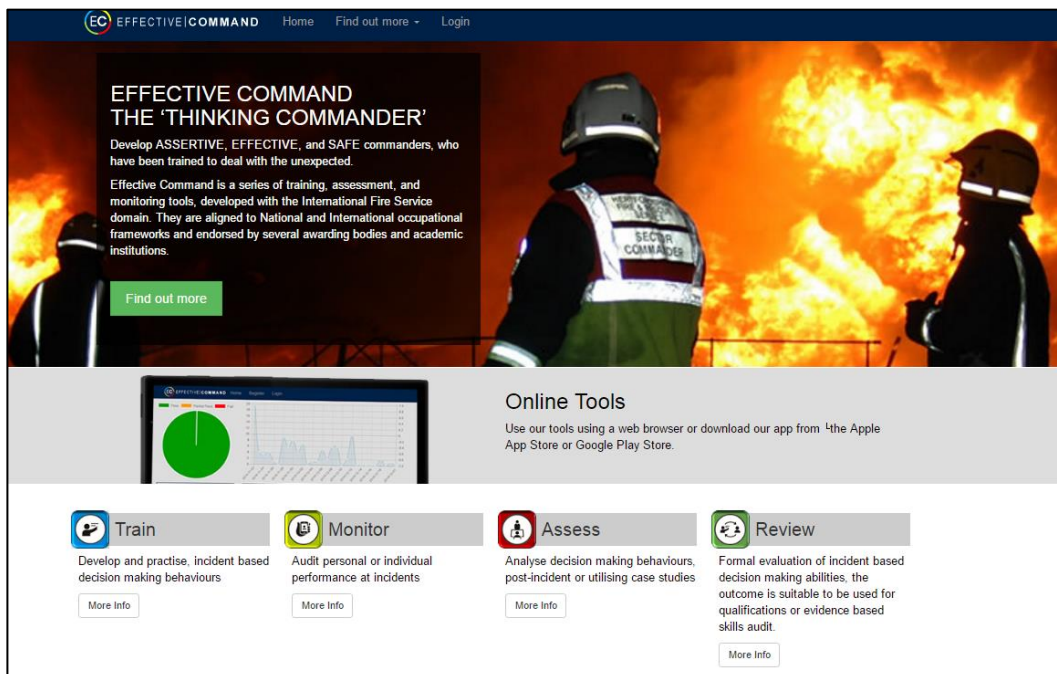 EC EFFECTIVE|COMMAND Home Find out more Login
EFFECTIVE COMMAND
THE ‘THINKING COMMANDER’
Develop ASSERTIVE, EFFECTIVE, and SAFE commanders, who
have been trained to deal with the unexpected.
Effective Command is a series of training, assessment, and
monitoring tools, developed with the International Fire Service
domain. They are aligned to National and International occupational
frameworks and endorsed by several awarding bodies and academic
institutions.
Find out more
SECTOR
COMMANDER
EC EFFECTIVE|COMMAND Home Register Login
Online Tools
Use our tools using a web browser or download our app from the Apple
App Store or Google Play Store.
Train
Develop and practise, incident based
decision making behaviours
More Info
Monitor
Audit personal or individual
performance at incidents
More Info
Assess
Analyse decision making behaviours,
post-incident or utilising case studies
More Info
Review
Formal evaluation of incident based
decision making abilities, the
outcome is suitable to be used for
qualifications or evidence based
skills audit.
More Info